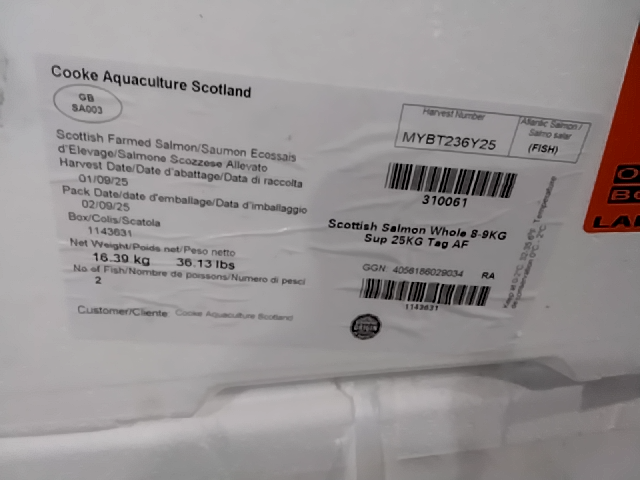 Cooke Aquaculture Scotland
GB
SA003
Scottish Farmed Salmon/Saumon Ecossais
d'Elevage/Salmone Scozzese Allevato
Harvest Date/Date d'abattage/Data di raccolta
01/09/25
Pack Date/date d'emballage/Data d'imballaggio
02/09/25
Box/Colis/Scatola
1143631
Net Weight/Poids net/Peso netto
16.39 kg 36.13 lbs
No of Fish/Nombre de poissons/Numero di pesci
2
Customer/Cliente Cooke Aquaculture Scotland
Harvest Number
MYBT236Y25
Atlantic Salmon /
Salmo salar
(FISH)
310061
Scottish Salmon Whole 8-9KG
Sup 25KG Tag AF
GGN: 4056186029034 RA
1143631
ORIGIN